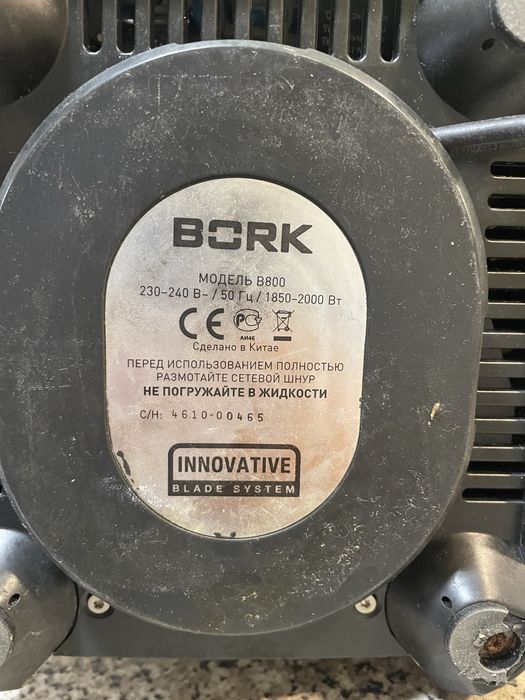 BORK
МОДЕЛЬ B800
230-240 В~ / 50 Гц / 1850-2000 Вт
CE
АИ46
Сделано в Китае
ПЕРЕД ИСПОЛЬЗОВАНИЕМ ПОЛНОСТЬЮ
РАЗМОТАЙТЕ СЕТЕВОЙ ШНУР
НЕ ПОГРУЖАЙТЕ В ЖИДКОСТИ
С/Н: 4610-00465
INNOVATIVE
BLADE SYSTEM